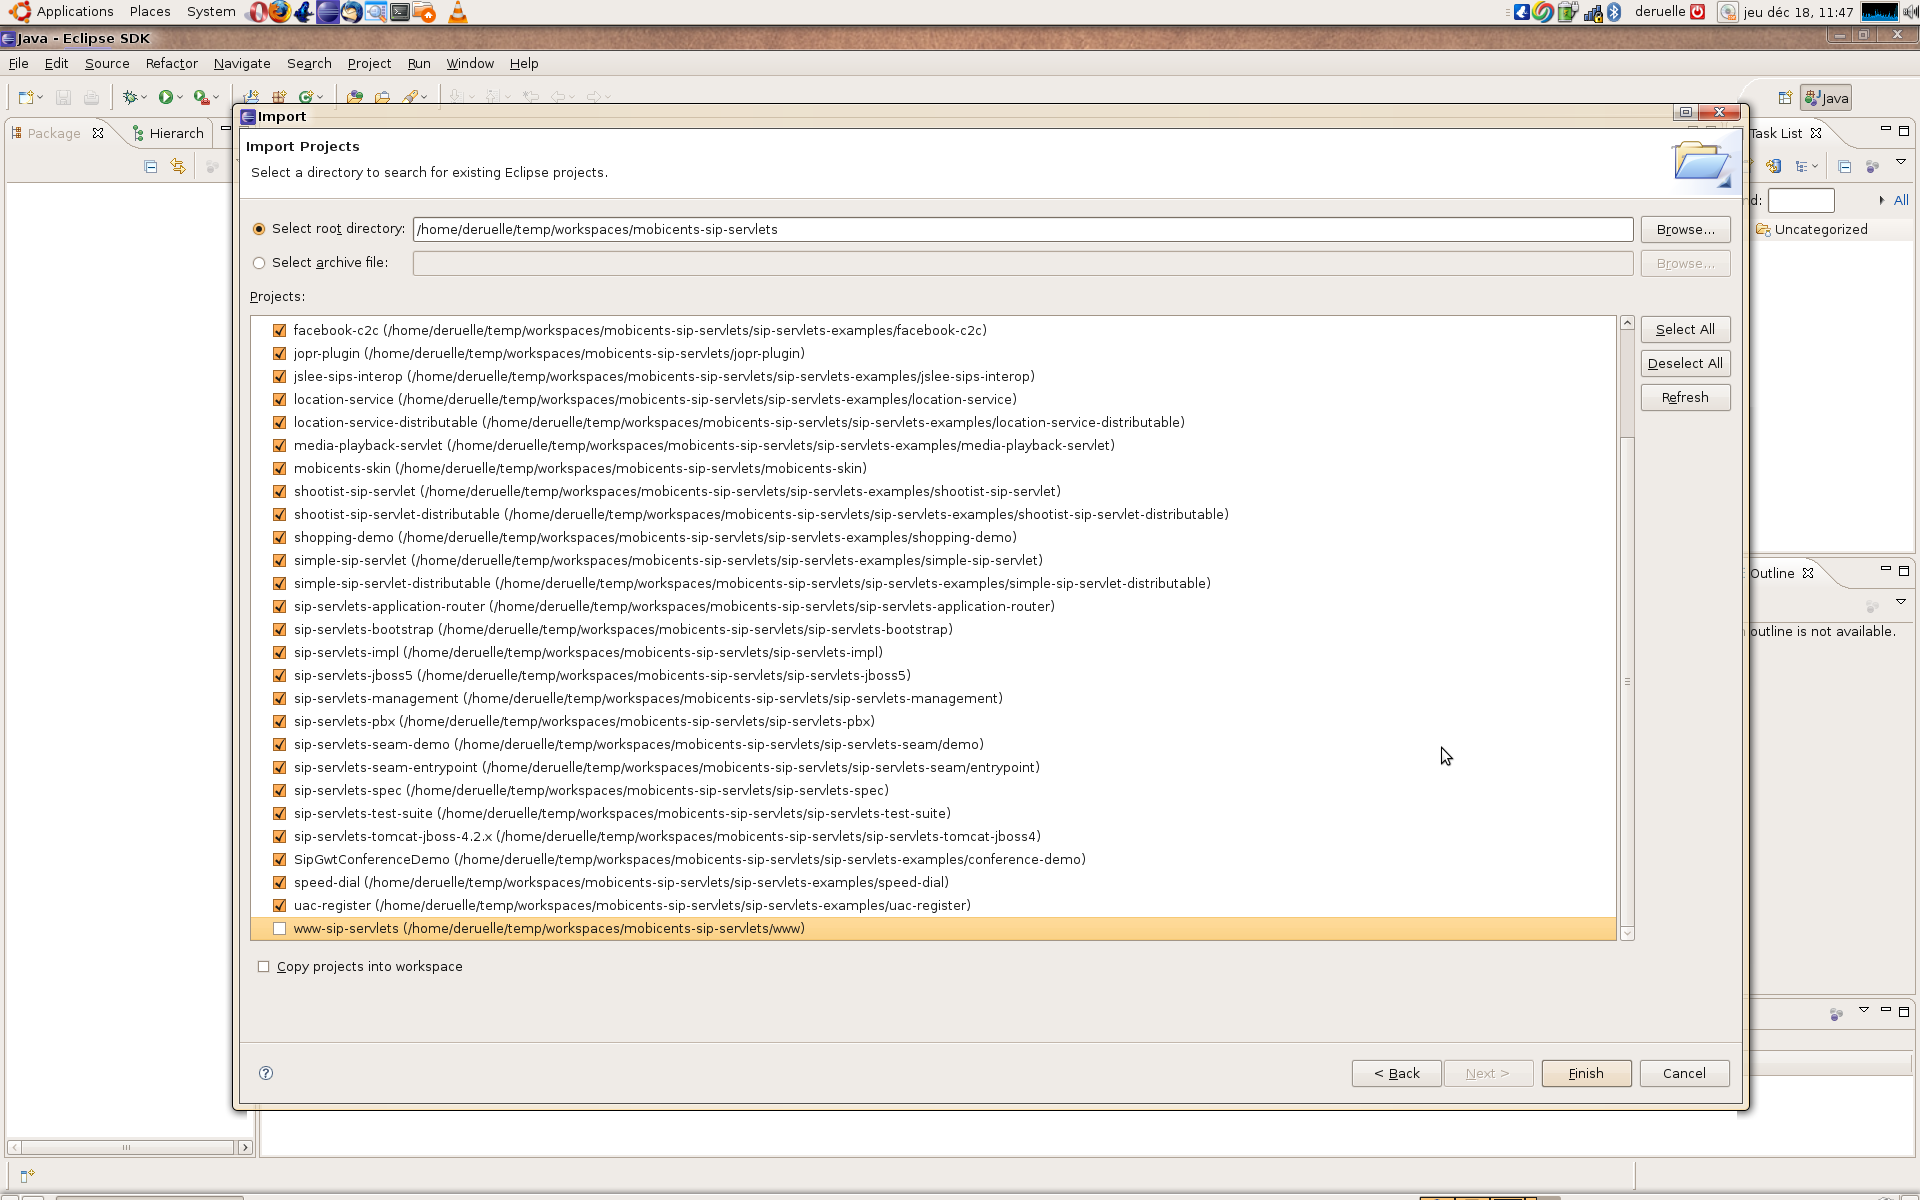 Applications Places System deruelle jeu déc 18, 11:47
Java - Eclipse SDK
File Edit Source Refactor Navigate Search Project Run Window Help
Java
Package Hierarch Task List
Import
Import Projects
Select a directory to search for existing Eclipse projects.
d: All
Select root directory: /home/deruelle/temp/workspaces/mobicents-sip-servlets Browse...
Uncategorized
Select archive file: Browse...
Projects:
facebook-c2c (/home/deruelle/temp/workspaces/mobicents-sip-servlets/sip-servlets-examples/facebook-c2c)
jopr-plugin (/home/deruelle/temp/workspaces/mobicents-sip-servlets/jopr-plugin)
jslee-sips-interop (/home/deruelle/temp/workspaces/mobicents-sip-servlets/sip-servlets-examples/jslee-sips-interop)
location-service (/home/deruelle/temp/workspaces/mobicents-sip-servlets/sip-servlets-examples/location-service)
location-service-distributable (/home/deruelle/temp/workspaces/mobicents-sip-servlets/sip-servlets-examples/location-service-distributable)
media-playback-servlet (/home/deruelle/temp/workspaces/mobicents-sip-servlets/sip-servlets-examples/media-playback-servlet)
mobicents-skin (/home/deruelle/temp/workspaces/mobicents-sip-servlets/mobicents-skin)
shootist-sip-servlet (/home/deruelle/temp/workspaces/mobicents-sip-servlets/sip-servlets-examples/shootist-sip-servlet)
shootist-sip-servlet-distributable (/home/deruelle/temp/workspaces/mobicents-sip-servlets/sip-servlets-examples/shootist-sip-servlet-distributable)
shopping-demo (/home/deruelle/temp/workspaces/mobicents-sip-servlets/sip-servlets-examples/shopping-demo)
simple-sip-servlet (/home/deruelle/temp/workspaces/mobicents-sip-servlets/sip-servlets-examples/simple-sip-servlet)
simple-sip-servlet-distributable (/home/deruelle/temp/workspaces/mobicents-sip-servlets/sip-servlets-examples/simple-sip-servlet-distributable)
sip-servlets-application-router (/home/deruelle/temp/workspaces/mobicents-sip-servlets/sip-servlets-application-router)
sip-servlets-bootstrap (/home/deruelle/temp/workspaces/mobicents-sip-servlets/sip-servlets-bootstrap)
sip-servlets-impl (/home/deruelle/temp/workspaces/mobicents-sip-servlets/sip-servlets-impl)
sip-servlets-jboss5 (/home/deruelle/temp/workspaces/mobicents-sip-servlets/sip-servlets-jboss5)
sip-servlets-management (/home/deruelle/temp/workspaces/mobicents-sip-servlets/sip-servlets-management)
sip-servlets-pbx (/home/deruelle/temp/workspaces/mobicents-sip-servlets/sip-servlets-pbx)
sip-servlets-seam-demo (/home/deruelle/temp/workspaces/mobicents-sip-servlets/sip-servlets-seam/demo)
sip-servlets-seam-entrypoint (/home/deruelle/temp/workspaces/mobicents-sip-servlets/sip-servlets-seam/entrypoint)
sip-servlets-spec (/home/deruelle/temp/workspaces/mobicents-sip-servlets/sip-servlets-spec)
sip-servlets-test-suite (/home/deruelle/temp/workspaces/mobicents-sip-servlets/sip-servlets-test-suite)
sip-servlets-tomcat-jboss-4.2.x (/home/deruelle/temp/workspaces/mobicents-sip-servlets/sip-servlets-tomcat-jboss4)
SipGwtConferenceDemo (/home/deruelle/temp/workspaces/mobicents-sip-servlets/sip-servlets-examples/conference-demo)
speed-dial (/home/deruelle/temp/workspaces/mobicents-sip-servlets/sip-servlets-examples/speed-dial)
uac-register (/home/deruelle/temp/workspaces/mobicents-sip-servlets/sip-servlets-examples/uac-register)
www-sip-servlets (/home/deruelle/temp/workspaces/mobicents-sip-servlets/www)
Select All
Deselect All
Refresh
Outline
outline is not available.
Copy projects into workspace
< Back Next > Finish Cancel